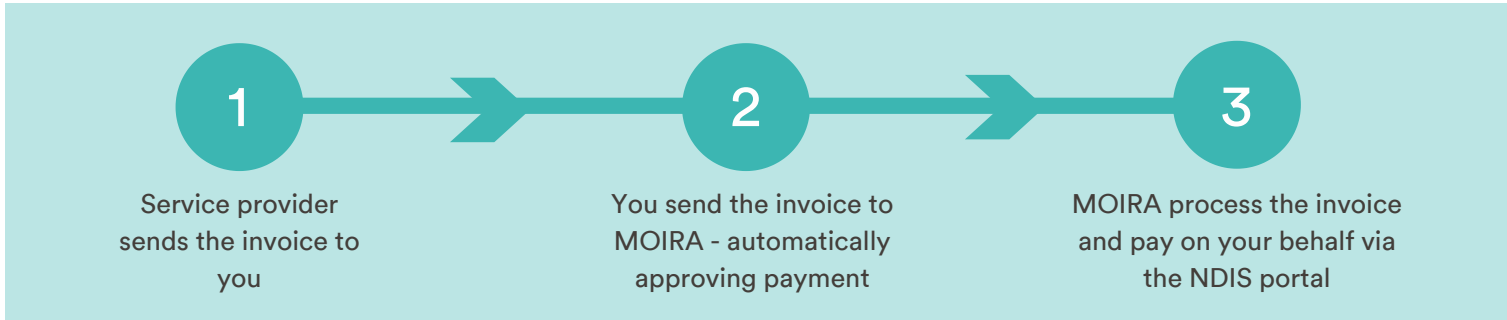 1
2
3
Service provider
sends the invoice to
you
You send the invoice to
MOIRA - automatically
approving payment
MOIRA process the invoice
and pay on your behalf via
the NDIS portal